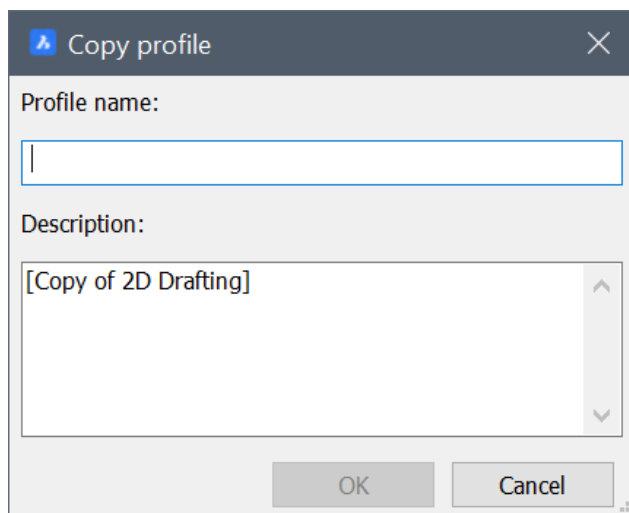 Copy profile
Profile name:
Description:
[Copy of 2D Drafting]
OK
Cancel